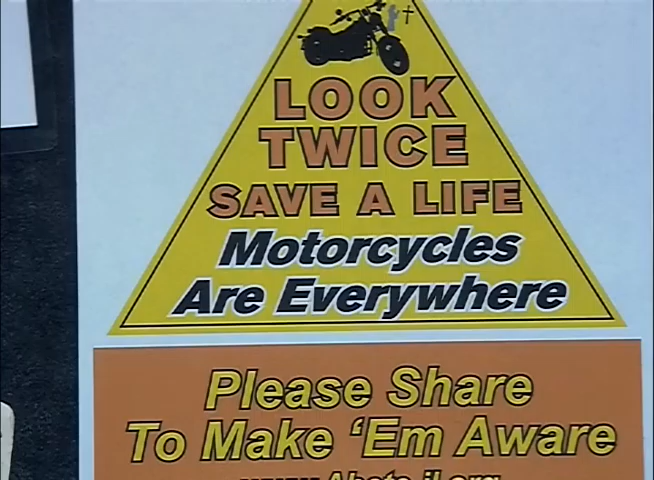 LOOK
TWICE
SAVE A LIFE
Motorcycles
Are Everywhere
Please Share
To Make 'Em Aware